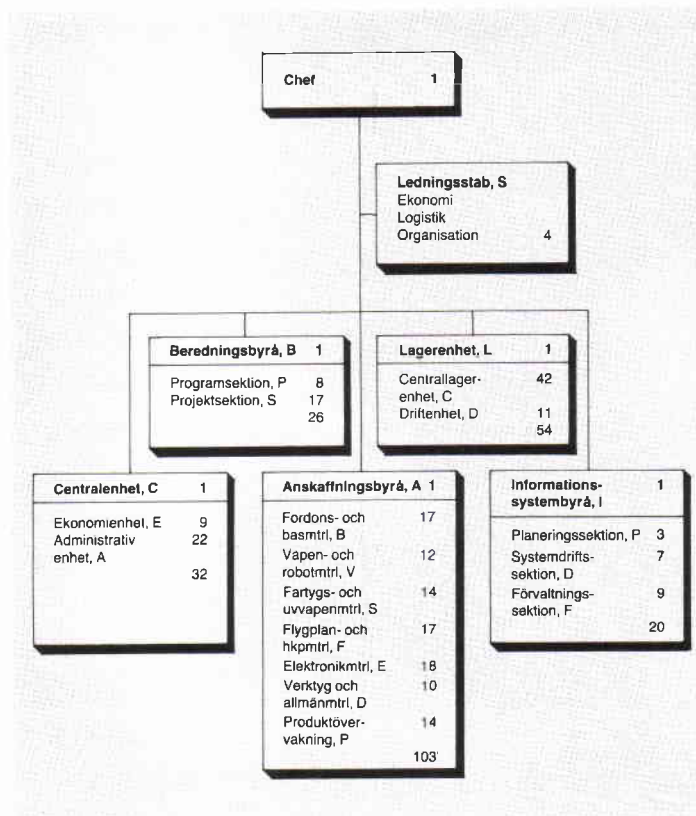 Chef 1
Ledningsstab, S
Ekonomi
Logistik
Organisation 4
Beredningsbyrå, B 1
Programsektion, P 8
Projektsektion, S 17
26
Lagerenhet, L 1
Centrallager- 42
enhet, C
Driftenhet, D 11
54
Centralenhet, C 1
Ekonomienhet, E 9
Administrativ 22
enhet, A
32
Anskaffningsbyrå, A 1
Fordons- och 17
basmtrl, B
Vapen- och 12
robotmtrl, V
Fartygs- och 14
uvvapenmtrl, S
Flygplan- och 17
hkpmtrl, F
Elektronikmtrl, E 18
Verktyg och 10
allmänmtrl, D
Produktöver- 14
vakning, P
103
Informations- 1
systembyrå, I
Planeringssektion, P 3
Systemdrifts- 7
sektion, D
Förvaltnings- 9
sektion, F
20